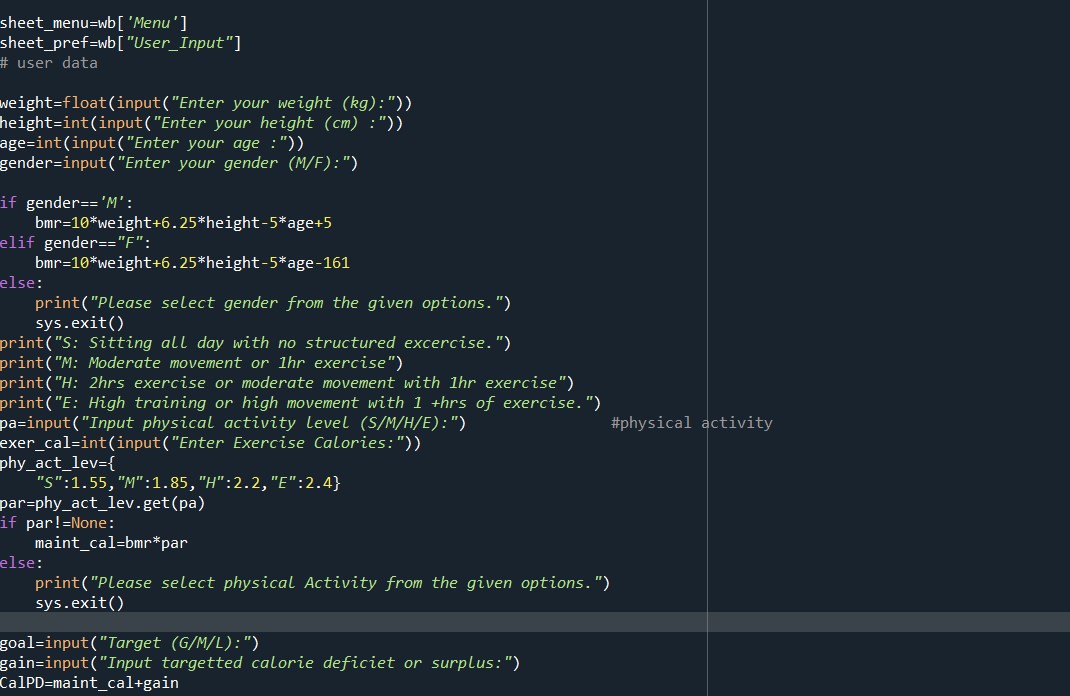 sheet_menu=wb['Menu']
sheet_pref=wb["User_Input"]
# user data
weight=float(input("Enter your weight (kg):"))
height=int(input("Enter your height (cm) :"))
age=int(input("Enter your age :"))
gender=input("Enter your gender (M/F):")
if gender=='M':
    bmr=10*weight+6.25*height-5*age+5
elif gender=="F":
    bmr=10*weight+6.25*height-5*age-161
else:
    print("Please select gender from the given options.")
    sys.exit()
print("S: Sitting all day with no structured excercise.")
print("M: Moderate movement or 1hr exercise")
print("H: 2hrs exercise or moderate movement with 1hr exercise")
print("E: High training or high movement with 1 +hrs of exercise.")
pa=input("Input physical activity level (S/M/H/E):")                #physical activity
exer_cal=int(input("Enter Exercise Calories:"))
phy_act_lev={
    "S":1.55,"M":1.85,"H":2.2,"E":2.4}
par=phy_act_lev.get(pa)
if par!=None:
    maint_cal=bmr*par
else:
    print("Please select physical Activity from the given options.")
    sys.exit()
goal=input("Target (G/M/L):")
gain=input("Input targetted calorie deficiet or surplus:")
CalPD=maint_cal+gain